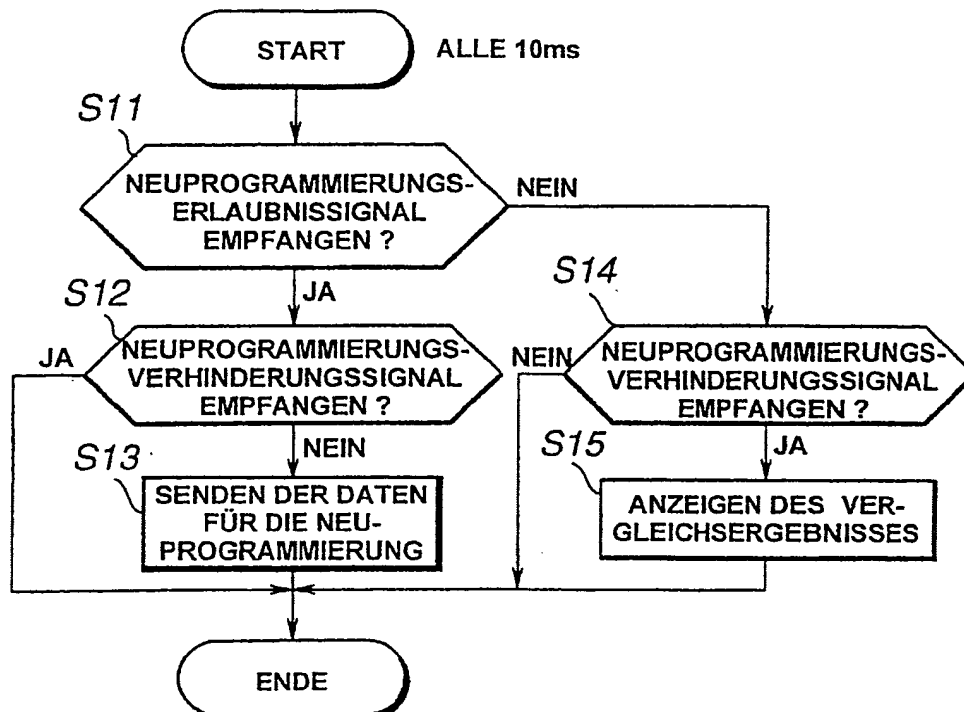 START
ALLE 10ms
S11
NEUPROGRAMMIERUNGS-
ERLAUBNISSIGNAL
EMPFANGEN ?
NEIN
JA
S12
JA
NEUPROGRAMMIERUNGS-
VERHINDERUNGSSIGNAL
EMPFANGEN ?
NEIN
S13
SENDEN DER DATEN
FÜR DIE NEU-
PROGRAMMIERUNG
S14
NEIN
NEUPROGRAMMIERUNGS-
VERHINDERUNGSSIGNAL
EMPFANGEN ?
JA
S15
ANZEIGEN DES VER-
GLEICHSERGEBNISSES
ENDE